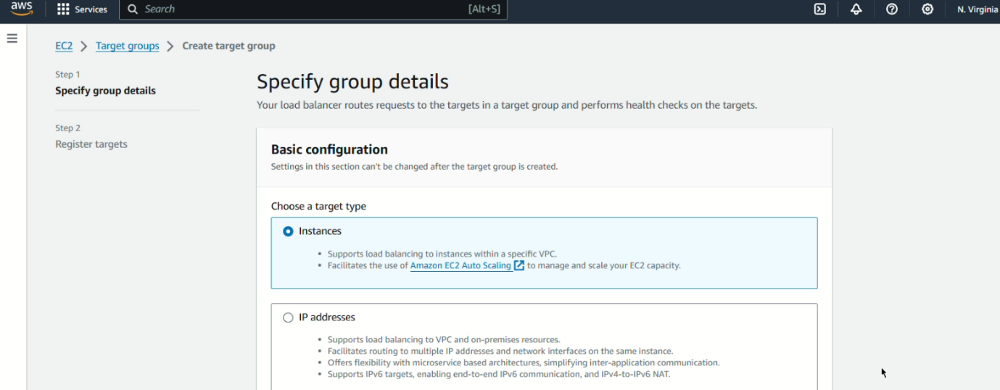 aws
Services
Search
[Alt+S]
N. Virginia
EC2 > Target groups > Create target group
Step 1
Specify group details
Step 2
Register targets
Specify group details
Your load balancer routes requests to the targets in a target group and performs health checks on the targets.
Basic configuration
Settings in this section can't be changed after the target group is created.
Choose a target type
Instances
• Supports load balancing to instances within a specific VPC.
• Facilitates the use of Amazon EC2 Auto Scaling to manage and scale your EC2 capacity.
IP addresses
• Supports load balancing to VPC and on-premises resources.
• Facilitates routing to multiple IP addresses and network interfaces on the same instance.
• Offers flexibility with microservice based architectures, simplifying inter-application communication.
• Supports IPv6 targets, enabling end-to-end IPv6 communication, and IPv4-to-IPv6 NAT.